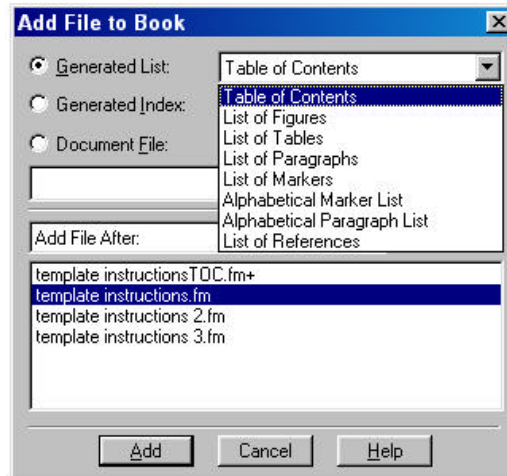 Add File to Book
Generated List:
Table of Contents
Generated Index:
Document File:
Table of Contents
List of Figures
List of Tables
List of Paragraphs
List of Markers
Alphabetical Marker List
Alphabetical Paragraph List
List of References
Add File After:
template instructionsTOC.fm+
template instructions.fm
template instructions 2.fm
template instructions 3.fm
Add Cancel Help